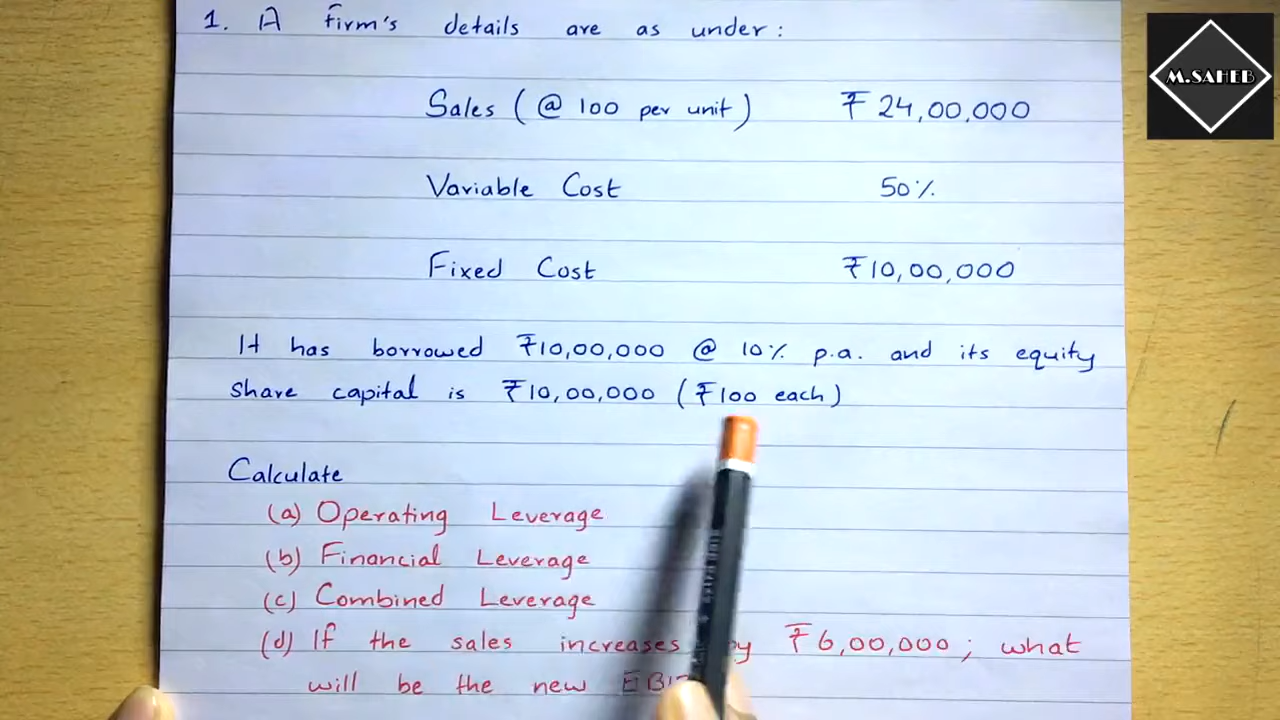 1. A firm's details are as under :
M.SAHEB
Sales ( @ 100 per unit ) ₹ 24,00,000
Variable Cost 50%
Fixed Cost ₹10,00,000
It has borrowed ₹10,00,000 @ 10% p.a. and its equity
share capital is ₹10,00,000 ( ₹100 each )
Calculate
(a) Operating Leverage
(b) Financial Leverage
(c) Combined Leverage
(d) If the sales increases by ₹6,00,000 ; what
will be the new